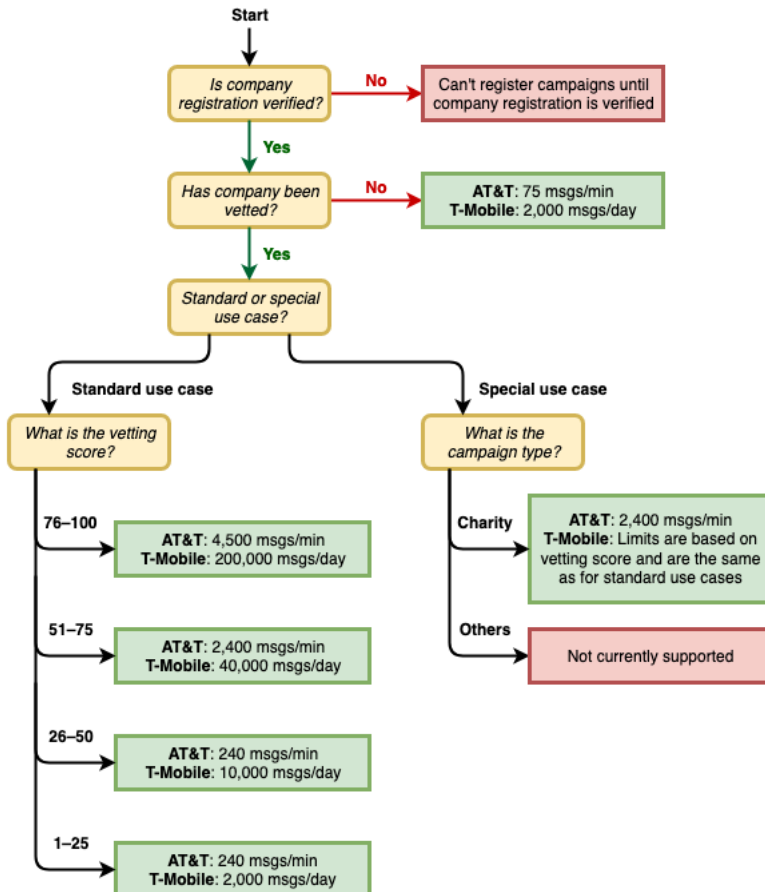 Start
Is company
registration verified?
No
Can't register campaigns until
company registration is verified
Yes
Has company been
vetted?
No
AT&T: 75 msgs/min
T-Mobile: 2,000 msgs/day
Yes
Standard or special
use case?
Standard use case
Special use case
What is the vetting
score?
What is the
campaign type?
76–100
AT&T: 4,500 msgs/min
T-Mobile: 200,000 msgs/day
51–75
AT&T: 2,400 msgs/min
T-Mobile: 40,000 msgs/day
26–50
AT&T: 240 msgs/min
T-Mobile: 10,000 msgs/day
1–25
AT&T: 240 msgs/min
T-Mobile: 2,000 msgs/day
Charity
AT&T: 2,400 msgs/min
T-Mobile: Limits are based on
vetting score and are the same
as for standard use cases
Others
Not currently supported